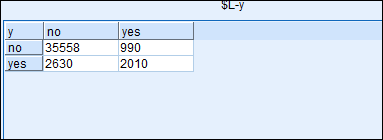 $L-y
y no yes
no 35558 990
yes 2630 2010